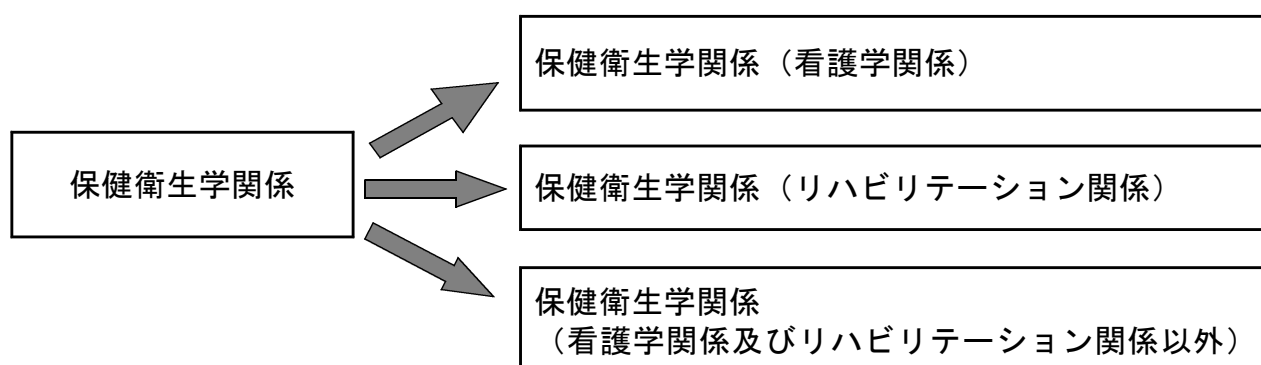 保健衛生学関係
保健衛生学関係（看護学関係）
保健衛生学関係（リハビリテーション関係）
保健衛生学関係
（看護学関係及びリハビリテーション関係以外）